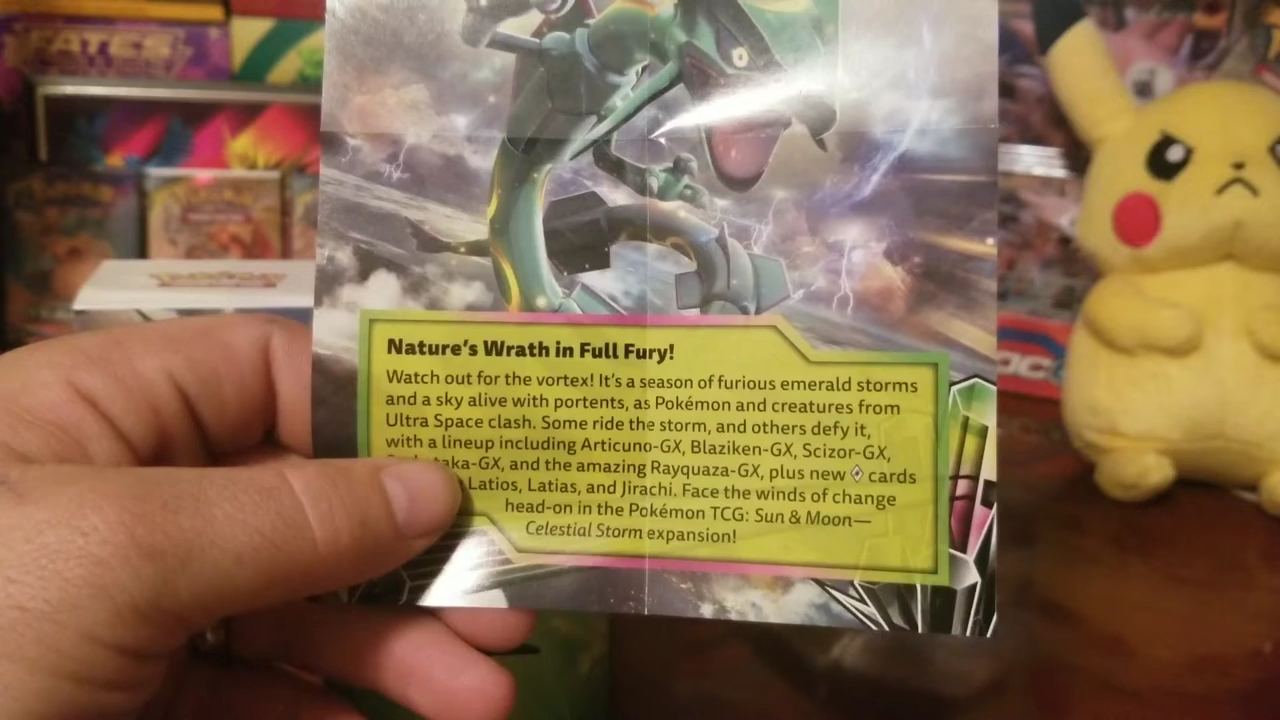 FATES
Nature's Wrath in Full Fury!
Watch out for the vortex! It's a season of furious emerald storms
and a sky alive with portents, as Pokémon and creatures from
Ultra Space clash. Some ride the storm, and others defy it,
with a lineup including Articuno-GX, Blaziken-GX, Scizor-GX,
taka-GX, and the amazing Rayquaza-GX, plus new cards
Latios, Latias, and Jirachi. Face the winds of change
head-on in the Pokémon TCG: Sun & Moon—
Celestial Storm expansion!